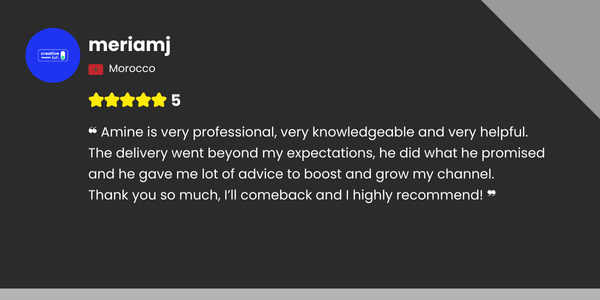 creative
meriamj
Morocco
5
❝ Amine is very professional, very knowledgeable and very helpful.
The delivery went beyond my expectations, he did what he promised
and he gave me lot of advice to boost and grow my channel.
Thank you so much, I’ll comeback and I highly recommend! ❞